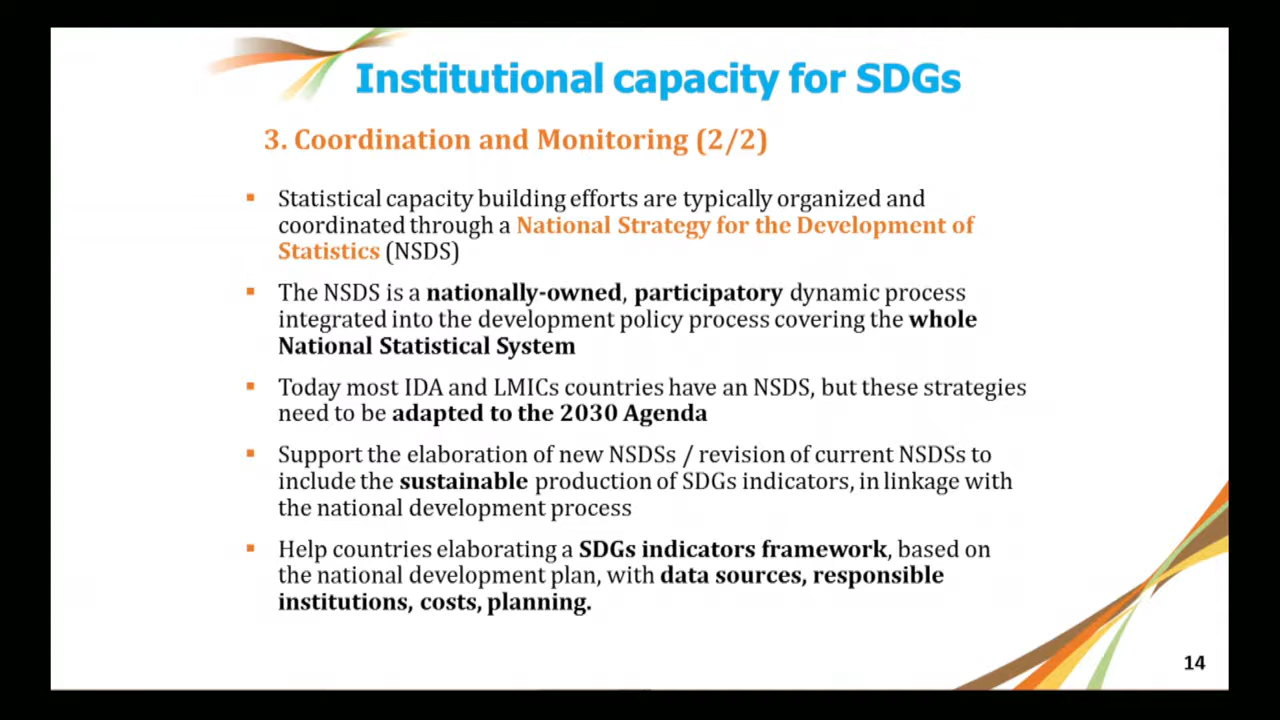 Institutional capacity for SDGs
3. Coordination and Monitoring (2/2)
▪ Statistical capacity building efforts are typically organized and
coordinated through a National Strategy for the Development of
Statistics (NSDS)
▪ The NSDS is a nationally-owned, participatory dynamic process
integrated into the development policy process covering the whole
National Statistical System
▪ Today most IDA and LMICs countries have an NSDS, but these strategies
need to be adapted to the 2030 Agenda
▪ Support the elaboration of new NSDSs / revision of current NSDSs to
include the sustainable production of SDGs indicators, in linkage with
the national development process
▪ Help countries elaborating a SDGs indicators framework, based on
the national development plan, with data sources, responsible
institutions, costs, planning.
14